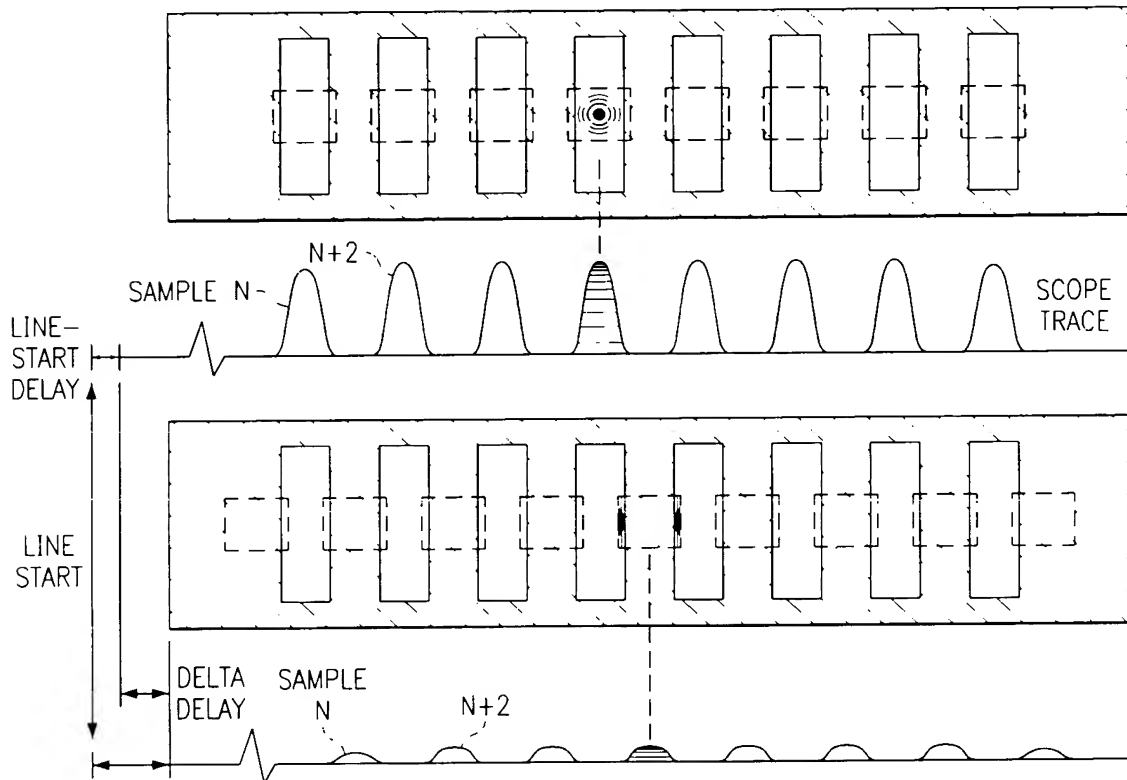 N+2
SAMPLE N
SCOPE
TRACE
LINE-
START
DELAY
LINE
START
DELTA
DELAY
SAMPLE
N
N+2